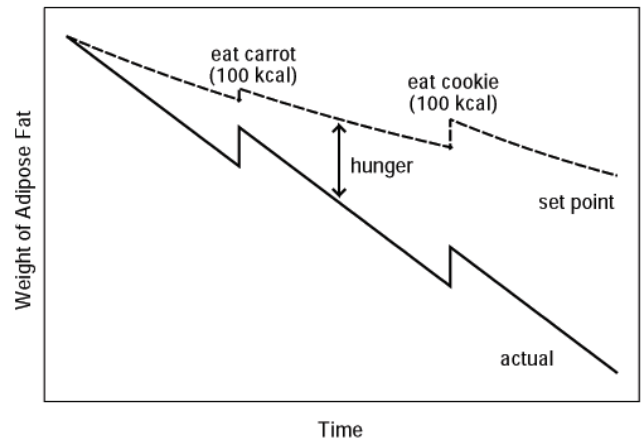 eat carrot
(100 kcal)
eat cookie
(100 kcal)
hunger
set point
actual
Weight of Adipose Fat
Time